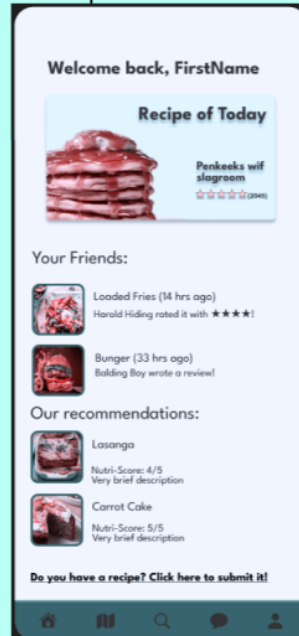 Welcome back, FirstName
Recipe of Today
Penkeeks wif
slagroom
(2045)
Your Friends:
Loaded Fries (14 hrs ago)
Harold Hiding rated it with ★★★★!
Bunger (33 hrs ago)
Balding Boy wrote a review!
Our recommendations:
Lasanga
Nutri-Score: 4/5
Very brief description
Carrot Cake
Nutri-Score: 5/5
Very brief description
Do you have a recipe? Click here to submit it!